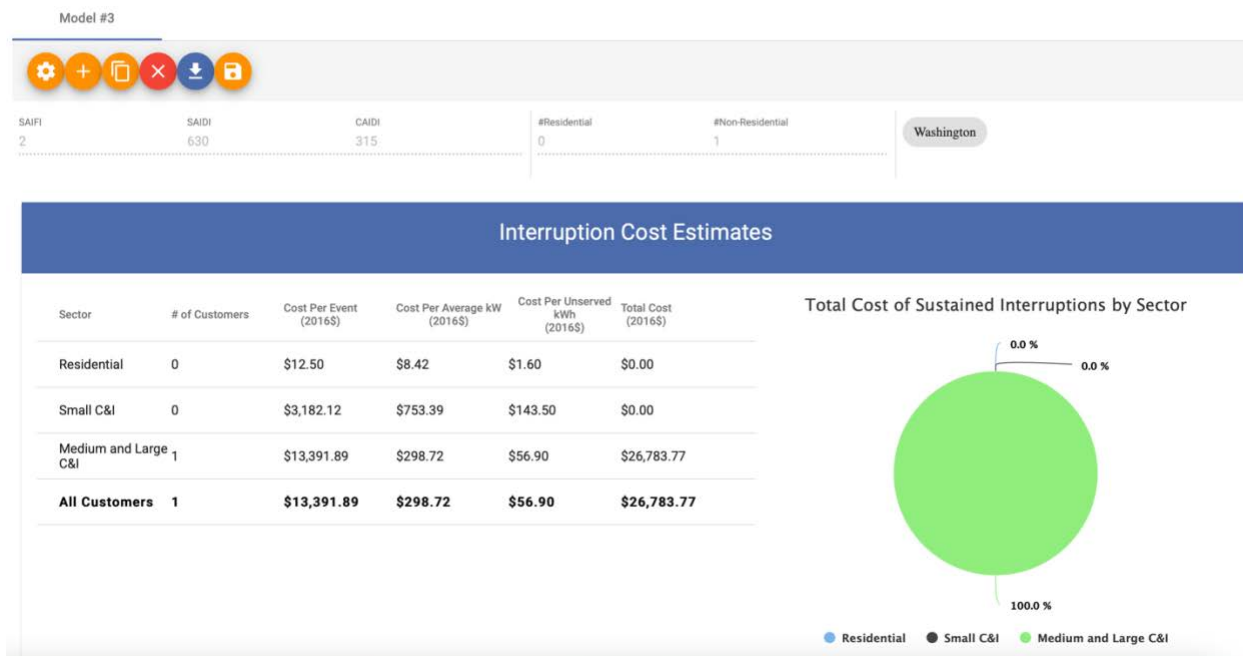 Model #3
SAIFI SAIDI CAIDI #Residential #Non-Residential
2 630 315 0 1
Washington
Interruption Cost Estimates
Sector # of Customers Cost Per Event (2016$) Cost Per Average kW (2016$) Cost Per Unserved kWh (2016$) Total Cost (2016$)
Residential 0 $12.50 $8.42 $1.60 $0.00
Small C&I 0 $3,182.12 $753.39 $143.50 $0.00
Medium and Large C&I 1 $13,391.89 $298.72 $56.90 $26,783.77
All Customers 1 $13,391.89 $298.72 $56.90 $26,783.77
Total Cost of Sustained Interruptions by Sector
0.0 %
0.0 %
100.0 %
Residential Small C&I Medium and Large C&I